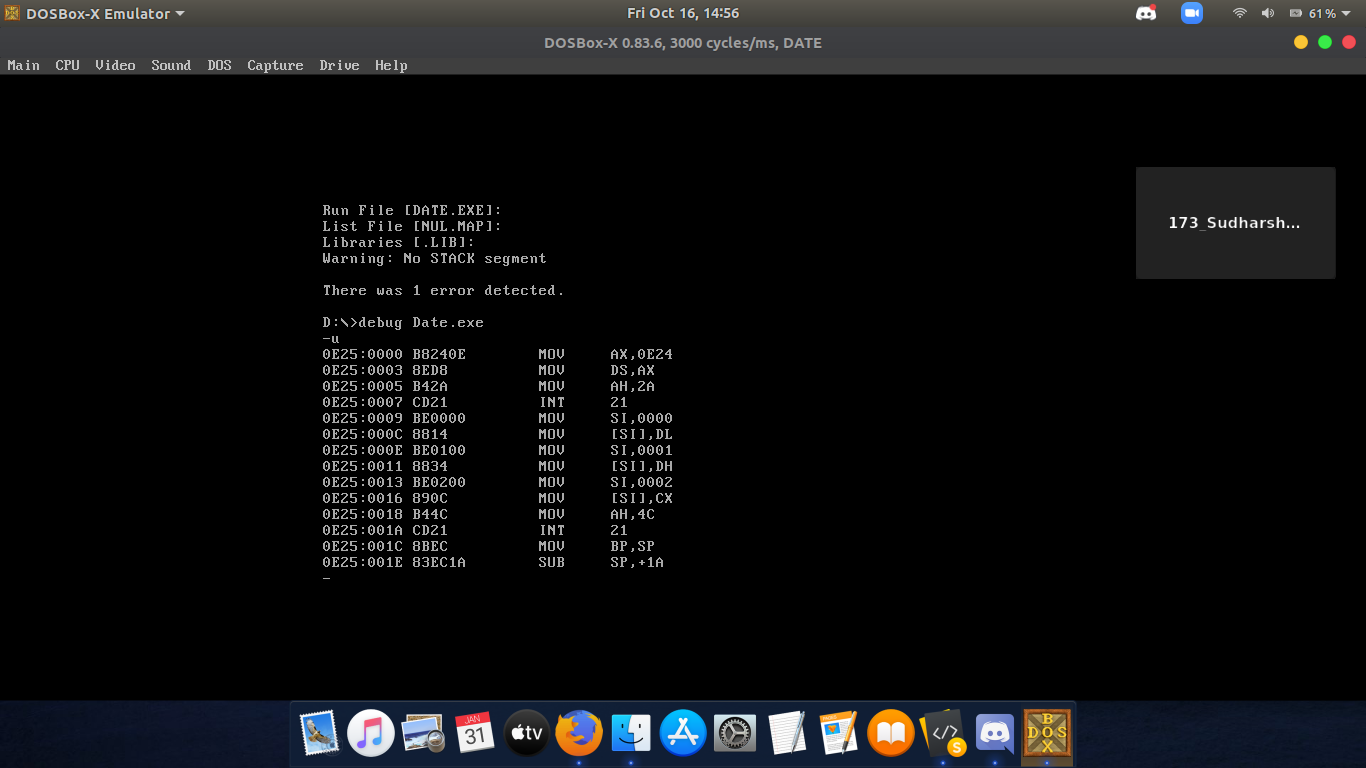 DOSBox-X Emulator
Fri Oct 16, 14:56
61%
DOSBox-X 0.83.6, 3000 cycles/ms, DATE
Main CPU Video Sound DOS Capture Drive Help
Run File [DATE.EXE]:
List File [NUL.MAP]:
Libraries [.LIB]:
Warning: No STACK segment
There was 1 error detected.
D:\>debug Date.exe
-u
0E25:0000 B8240E MOV AX,0E24
0E25:0003 8ED8 MOV DS,AX
0E25:0005 B42A MOV AH,2A
0E25:0007 CD21 INT 21
0E25:0009 BE0000 MOV SI,0000
0E25:000C 8814 MOV [SI],DL
0E25:000E BE0100 MOV SI,0001
0E25:0011 8834 MOV [SI],DH
0E25:0013 BE0200 MOV SI,0002
0E25:0016 890C MOV [SI],CX
0E25:0018 B44C MOV AH,4C
0E25:001A CD21 INT 21
0E25:001C 8BEC MOV BP,SP
0E25:001E 83EC1A SUB SP,+1A
-
173_Sudharsh...
JAN
31
tv
</> S
BOX
DOS